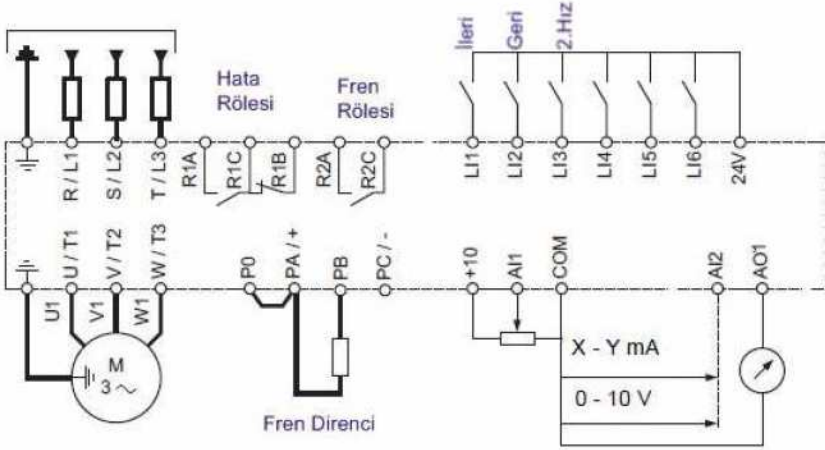 İleri
Geri
2.Hız
Hata
Rölesi
Fren
Rölesi
R / L1
S / L2
T / L3
R1A
R1C
R1B
R2A
R2C
LI1
LI2
LI3
LI4
LI5
LI6
24V
U / T1
V / T2
W / T3
P0
PA / +
PB
PC / -
+10
AI1
COM
AI2
AO1
U1
V1
W1
M
3 ~
X - Y mA
0 - 10 V
Fren Direnci